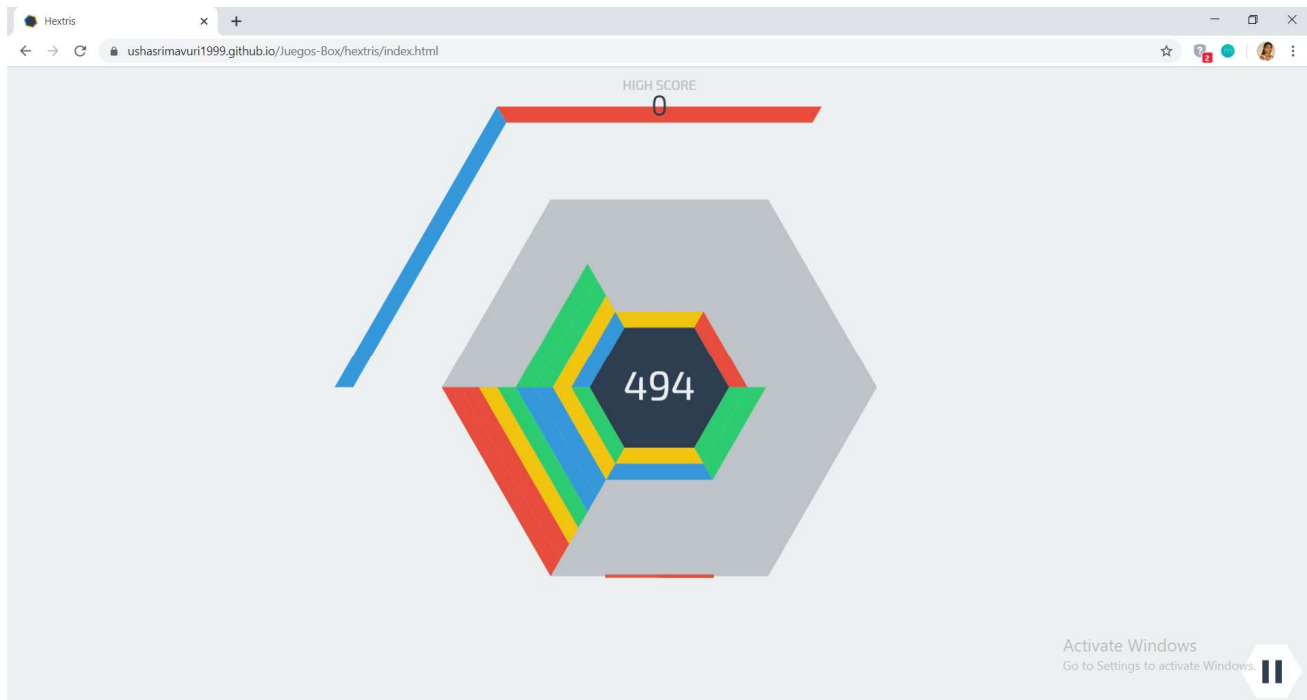 Hextris
ushasrimavuri1999.github.io/Juegos-Box/hextris/index.html
2
HIGH SCORE
0
494
Activate Windows
Go to Settings to activate Windows.